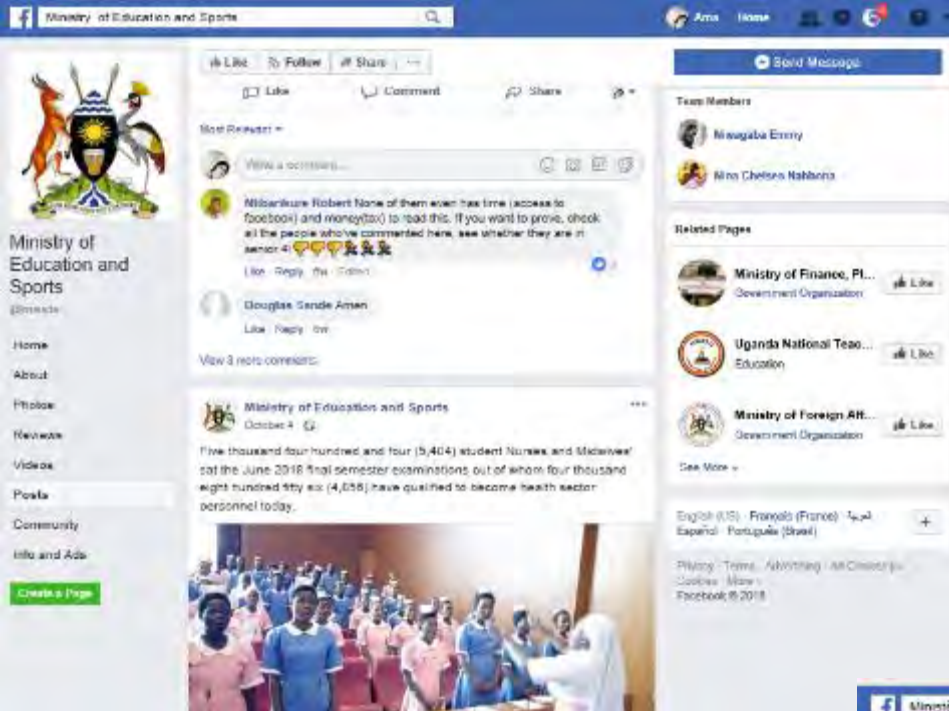 Ministry of Education and Sports
Ama Home
Like Follow Share
Like Comment Share
Most Relevant
Write a comment...
Robert None of them even has time (access to
facebook) and money(tax) to read this. If you want to prove, check
all the people who've commented here, see whether they are in
senior 4
Like Reply Edited
Douglas Sande Amen
Like Reply
View 3 more comments
Ministry of Education and Sports
October 4
Five thousand four hundred and four (5,404) student Nurses and Midwives'
sat the June 2018 final semester examinations out of whom four thousand
eight hundred fifty six (4,856) have qualified to become health sector
personnel today.
Ministry of
Education and
Sports
Home
About
Photos
Reviews
Videos
Posts
Community
Info and Ads
Create a Page
Send Message
Team Members
Emmy
Related Pages
Ministry of Finance, Pl...
Government Organization
Like
Uganda National Teac...
Education
Like
Ministry of Foreign Aff...
Government Organization
Like
See More
English (US) · Français (France) · العربية
Español · Português (Brasil)
Privacy · Terms · Advertising · Ad Choices
Cookies · More
Facebook © 2018